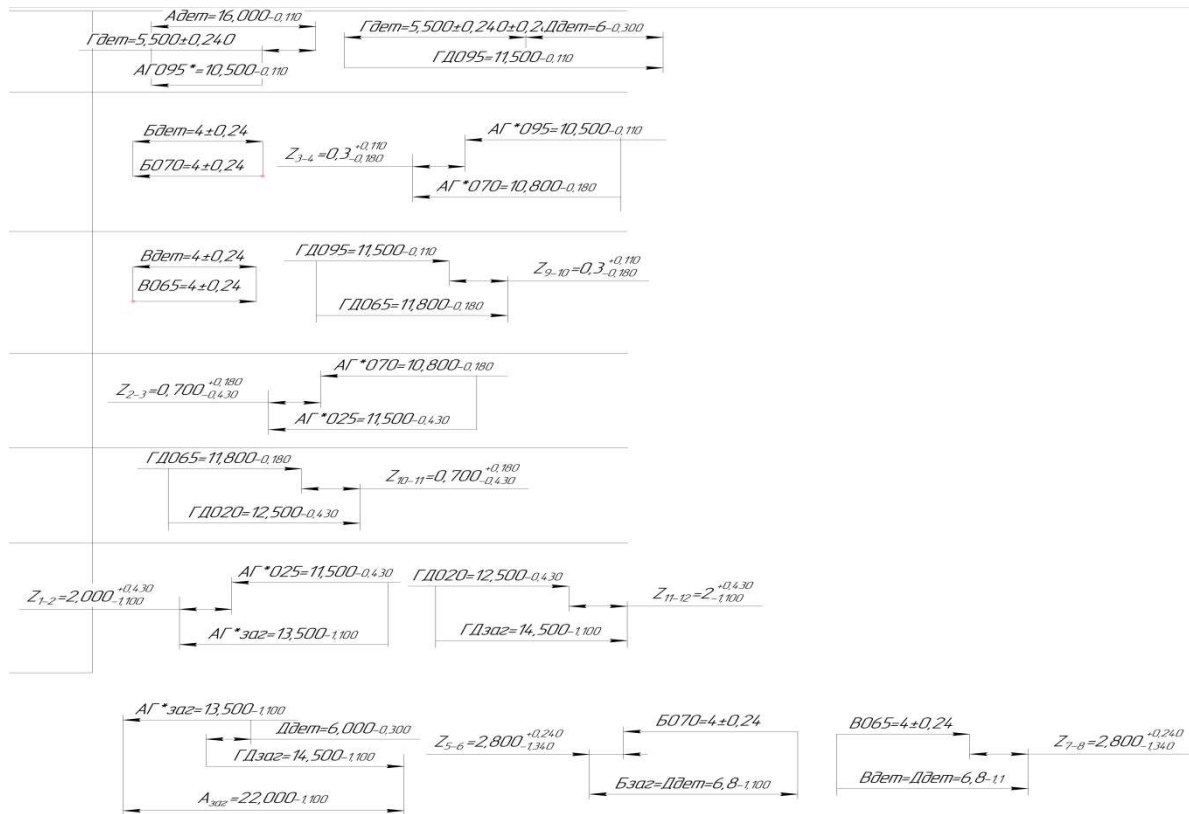 Адет=16,000-0,110
Гдет=5,500±0,240
АГ095*=10,500-0,110
Гдет=5,500±0,240±0,24
Ддет=6-0,300
ГД095=11,500-0,110
Бдет=4±0,24
Б070=4±0,24
Z3-4=0,3+0,110-0,180
АГ*095=10,500-0,110
АГ*070=10,800-0,180
Вдет=4±0,24
В065=4±0,24
ГД095=11,500-0,110
Z9-10=0,3+0,110-0,180
ГД065=11,800-0,180
АГ*070=10,800-0,180
Z2-3=0,700+0,180-0,430
АГ*025=11,500-0,430
ГД065=11,800-0,180
Z10-11=0,700+0,180-0,430
ГД020=12,500-0,430
Z1-2=2,000+0,430-1,100
АГ*025=11,500-0,430
АГ*заг=13,500-1,100
ГД020=12,500-0,430
Z11-12=2+0,430-1,100
ГДзаг=14,500-1,100
АГ*заг=13,500-1,100
Ддет=6,000-0,300
ГДзаг=14,500-1,100
Aзаг=22,000-1,100
Z5-6=2,800+0,240-1,340
Б070=4±0,24
Бзаг=Ддет=6,8-1,100
В065=4±0,24
Z7-8=2,800+0,240-1,340
Вдет=Ддет=6,8-1,1